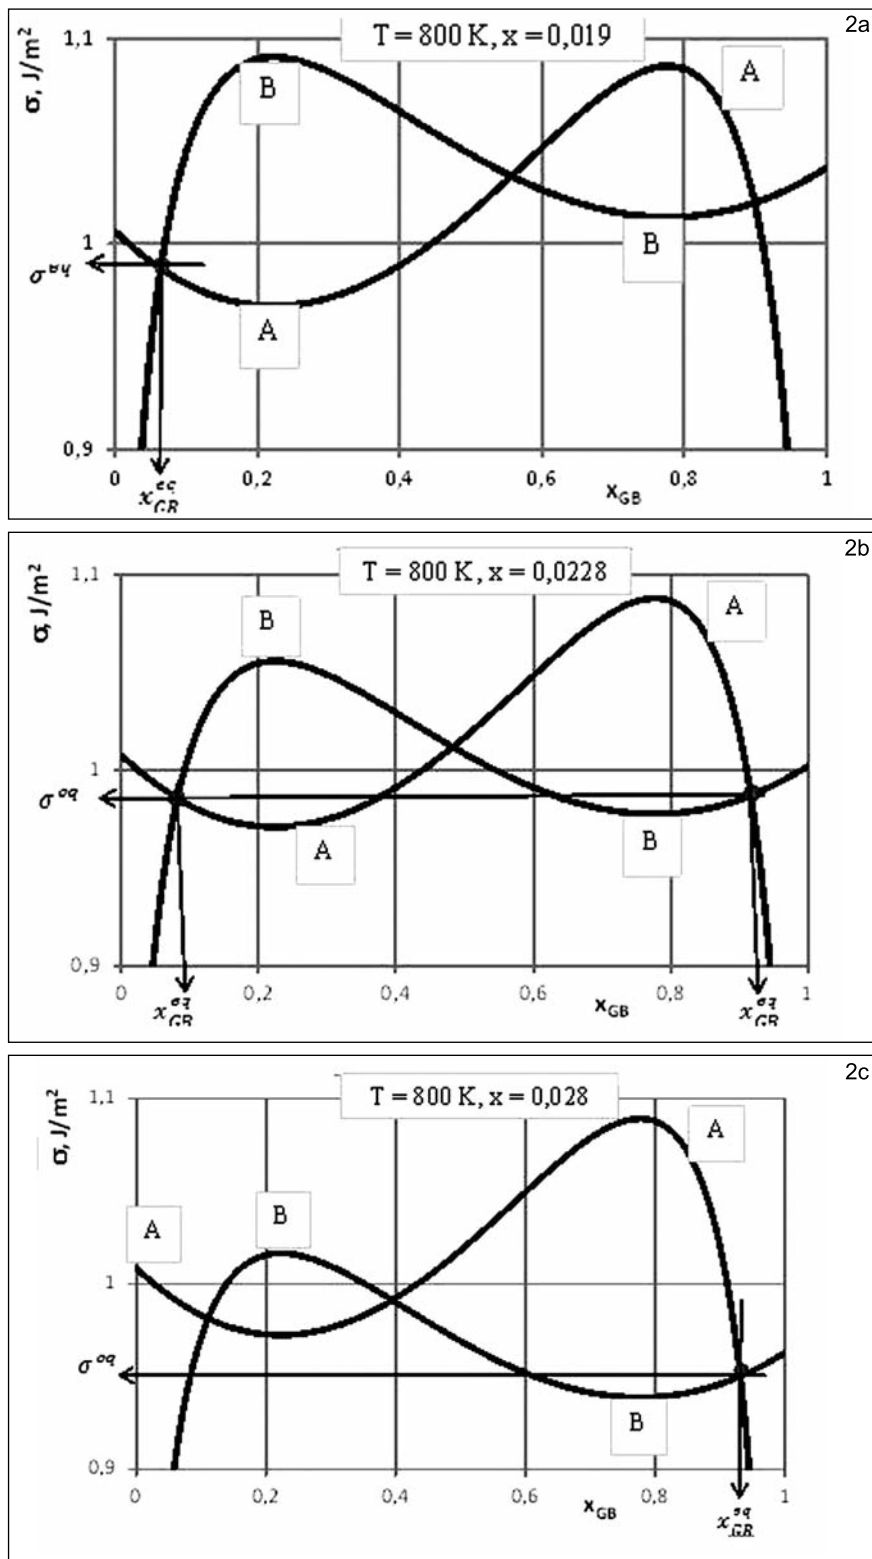 2a
T = 800 K, x = 0,019
σ, J/m²
1,1
B
A
1
B
σ^eq
A
0,9
0 0,2 0,4 0,6 0,8 1
x_GB^eq x_GB
2b
T = 800 K, x = 0,0228
σ, J/m²
1,1
B
A
1
σ^eq
A
B
0,9
0 0,2 0,4 0,6 0,8 1
x_GB^eq x_GB x_GB^eq
2c
T = 800 K, x = 0,028
σ, J/m²
1,1
A
A
B
1
σ^eq
B
0,9
0 0,2 0,4 0,6 0,8 1
x_GB x_GB^eq